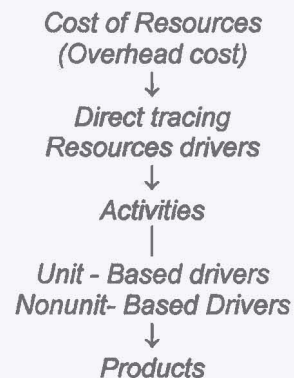 Cost of Resources
(Overhead cost)
Direct tracing
Resources drivers
Activities
Unit - Based drivers
Nonunit- Based Drivers
Products